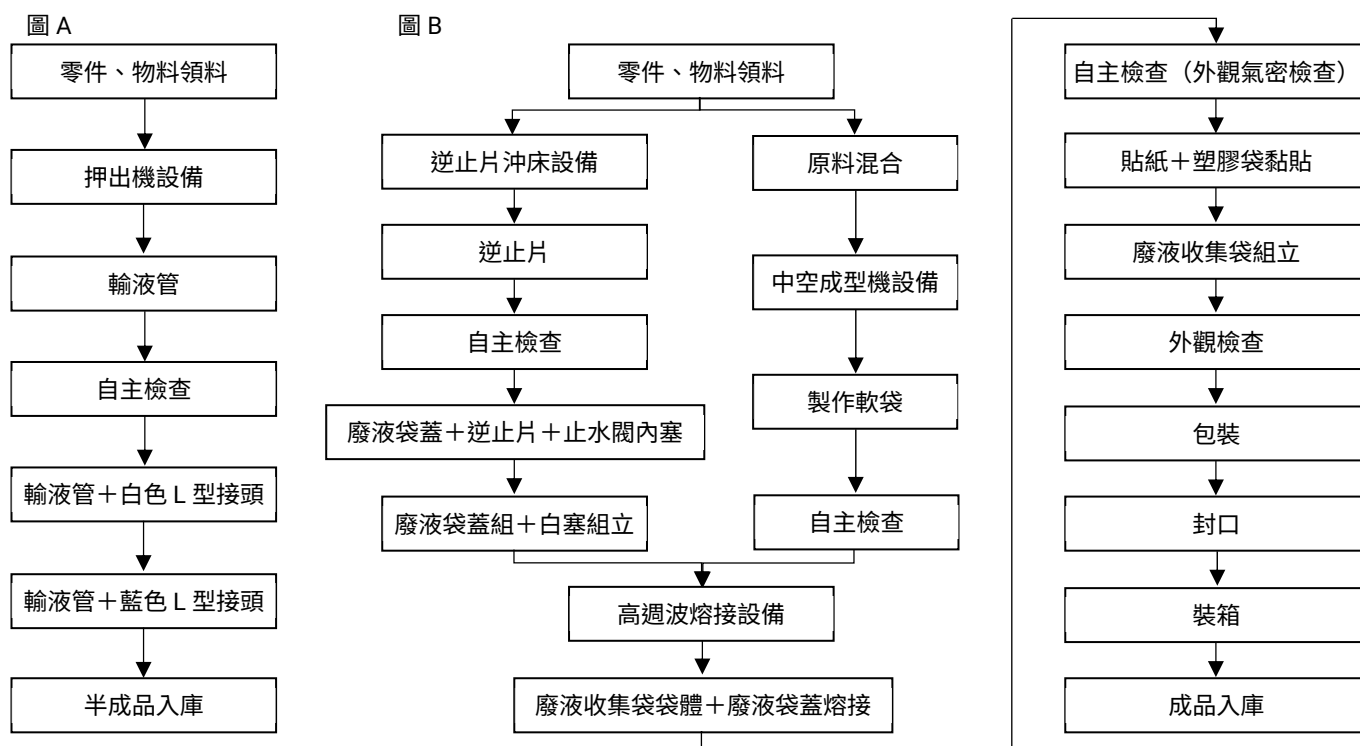 圖 A
零件、物料領料
押出機設備
輸液管
自主檢查
輸液管＋白色 L 型接頭
輸液管＋藍色 L 型接頭
半成品入庫
圖 B
零件、物料領料
逆止片沖床設備
逆止片
自主檢查
廢液袋蓋＋逆止片＋止水閥內塞
廢液袋蓋組＋白塞組立
原料混合
中空成型機設備
製作軟袋
自主檢查
高週波熔接設備
廢液收集袋袋體＋廢液袋蓋熔接
自主檢查（外觀氣密檢查）
貼紙＋塑膠袋黏貼
廢液收集袋組立
外觀檢查
包裝
封口
裝箱
成品入庫